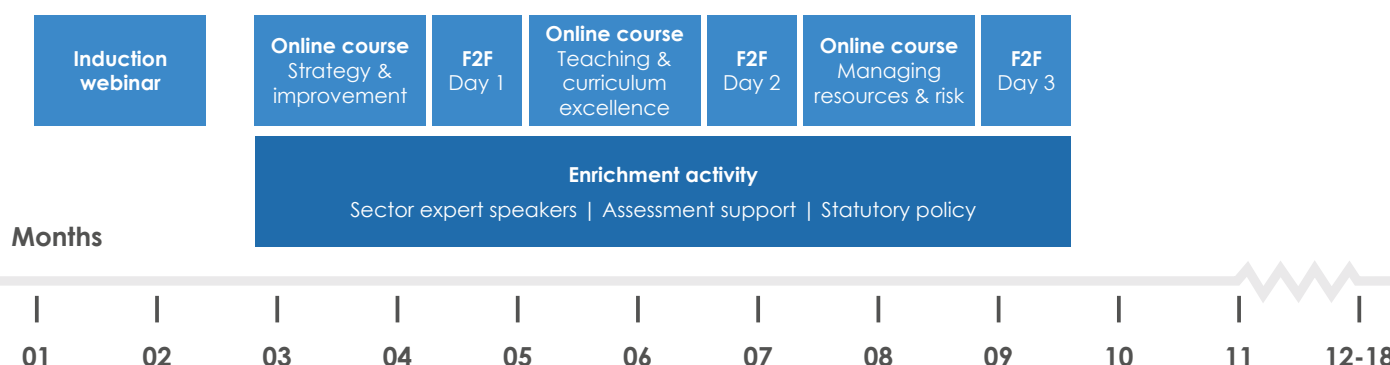 Induction
webinar
Online course
Strategy &
improvement
F2F
Day 1
Online course
Teaching &
curriculum
excellence
F2F
Day 2
Online course
Managing
resources & risk
F2F
Day 3
Enrichment activity
Sector expert speakers | Assessment support | Statutory policy
Months
01 02 03 04 05 06 07 08 09 10 11 12-18